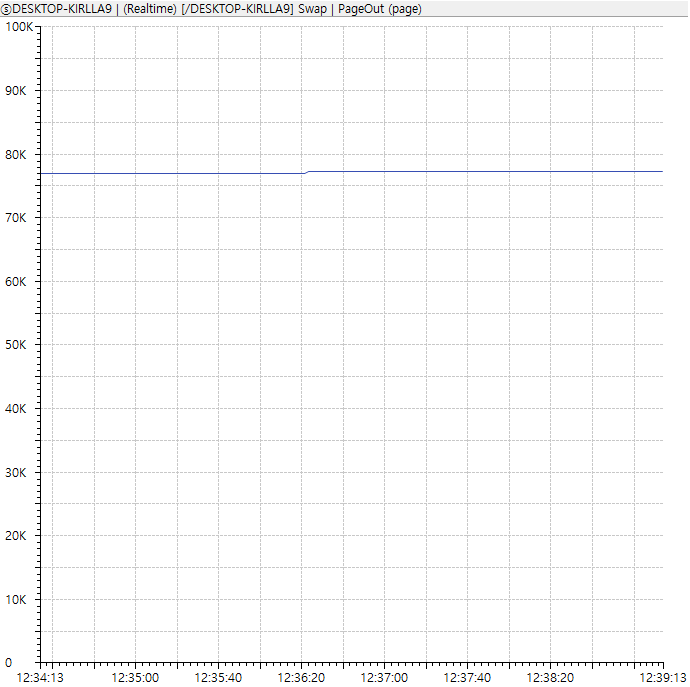 ⓢDESKTOP-KIRLLA9 | (Realtime) [/DESKTOP-KIRLLA9] Swap | PageOut (page)
100K
90K
80K
70K
60K
50K
40K
30K
20K
10K
0
12:34:13 12:35:00 12:35:40 12:36:20 12:37:00 12:37:40 12:38:20 12:39:13